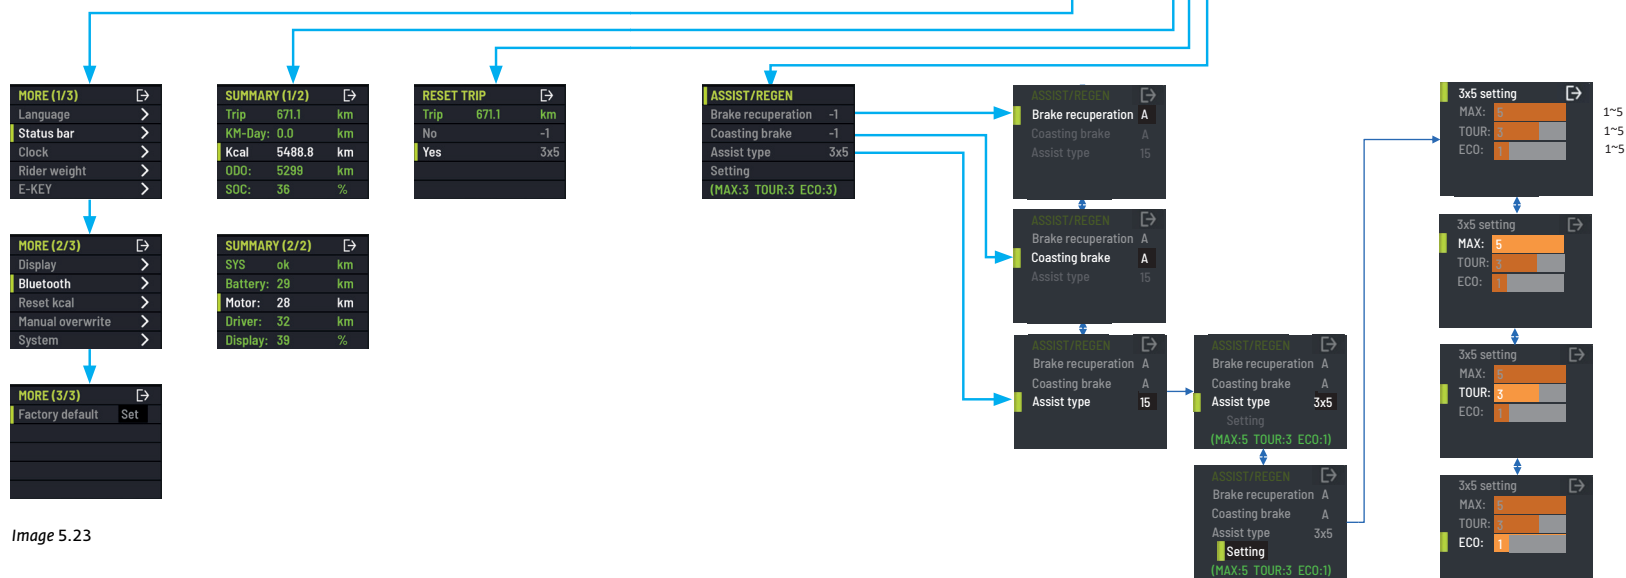 MORE (1/3)
Language
Status bar
Clock
Rider weight
E-KEY
MORE (2/3)
Display
Bluetooth
Reset kcal
Manual overwrite
System
MORE (3/3)
Factory default Set
Image 5.23
SUMMARY (1/2)
Trip 671.1 km
KM-Day: 0.0 km
Kcal 5488.8 km
ODO: 5299 km
SOC: 36 %
SUMMARY (2/2)
SYS ok km
Battery: 29 km
Motor: 28 km
Driver: 32 km
Display: 39 %
RESET TRIP
Trip 671.1 km
No -1
Yes 3x5
ASSIST/REGEN
Brake recuperation -1
Coasting brake -1
Assist type 3x5
Setting
(MAX:3 TOUR:3 ECO:3)
ASSIST/REGEN
Brake recuperation A
Coasting brake A
Assist type 15
ASSIST/REGEN
Brake recuperation A
Coasting brake A
Assist type 15
ASSIST/REGEN
Brake recuperation A
Coasting brake A
Assist type 15
ASSIST/REGEN
Brake recuperation A
Coasting brake A
Assist type 3x5
Setting
(MAX:5 TOUR:3 ECO:1)
ASSIST/REGEN
Brake recuperation A
Coasting brake A
Assist type 3x5
Setting
(MAX:5 TOUR:3 ECO:1)
3x5 setting
MAX: 5 1~5
TOUR: 3 1~5
ECO: 1 1~5
3x5 setting
MAX: 5
TOUR: 3
ECO: 1
3x5 setting
MAX: 5
TOUR: 3
ECO: 1
3x5 setting
MAX: 5
TOUR: 3
ECO: 1